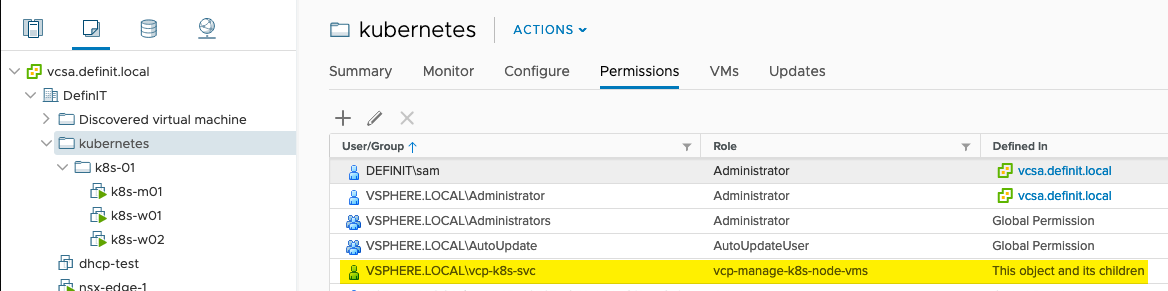 kubernetes
ACTIONS
vcsa.definit.local
DefinIT
Discovered virtual machine
kubernetes
k8s-01
k8s-m01
k8s-w01
k8s-w02
dhcp-test
nsx-edge-1
Summary Monitor Configure Permissions VMs Updates
User/Group Role Defined In
DEFINIT\sam Administrator vcsa.definit.local
VSPHERE.LOCAL\Administrator Administrator vcsa.definit.local
VSPHERE.LOCAL\Administrators Administrator Global Permission
VSPHERE.LOCAL\AutoUpdate AutoUpdateUser Global Permission
VSPHERE.LOCAL\vcp-k8s-svc vcp-manage-k8s-node-vms This object and its children